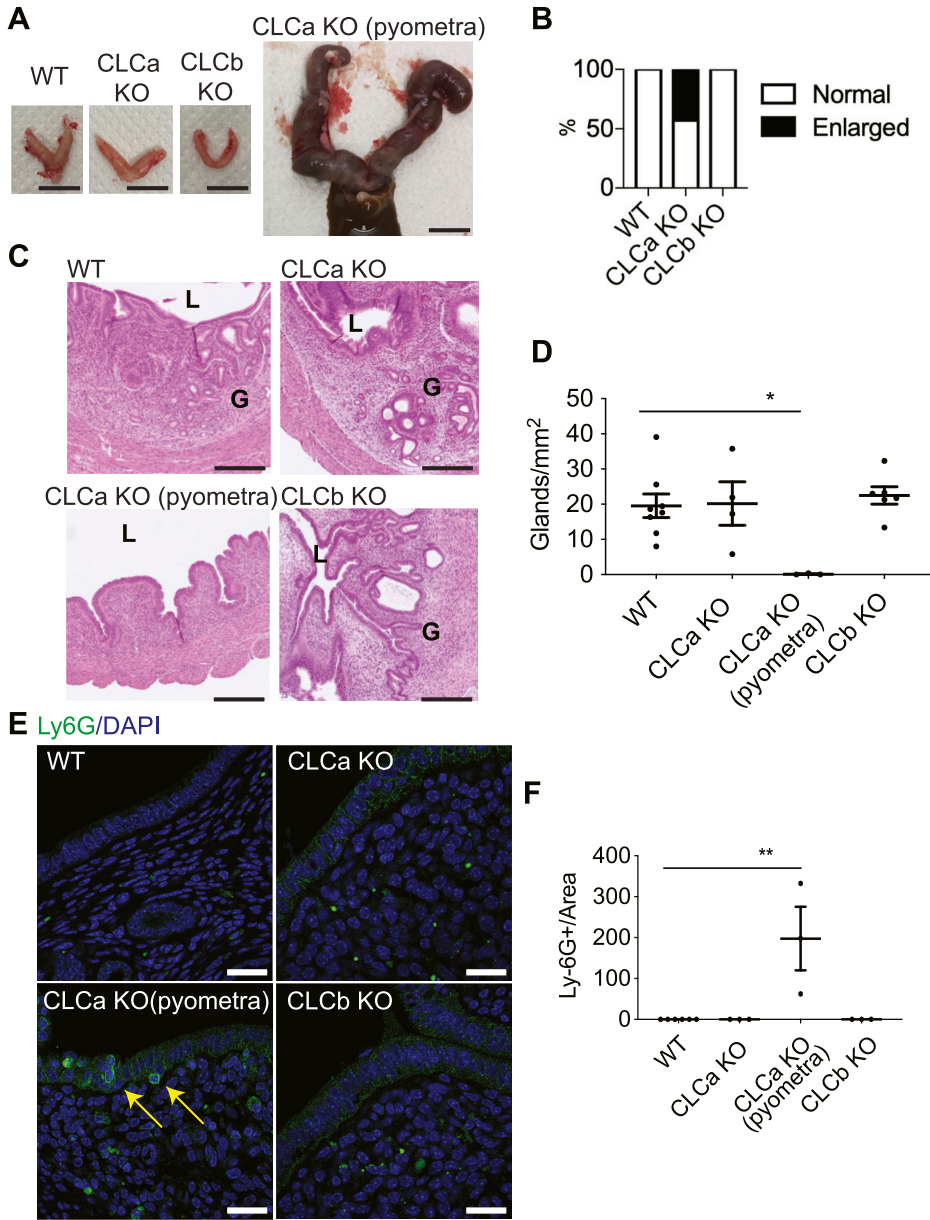 A
WT
CLCa
KO
CLCb
KO
CLCa KO (pyometra)
B
100
50
0
%
WT
CLCa KO
CLCb KO
Normal
Enlarged
C
WT
L
G
CLCa KO
L
G
CLCa KO (pyometra)
L
CLCb KO
L
G
D
50
40
30
20
10
0
Glands/mm²
*
WT
CLCa KO
CLCa KO
(pyometra)
CLCb KO
E Ly6G/DAPI
WT
CLCa KO
CLCa KO(pyometra)
CLCb KO
F
400
300
200
100
0
Ly-6G+/Area
**
WT
CLCa KO
CLCa KO
(pyometra)
CLCb KO